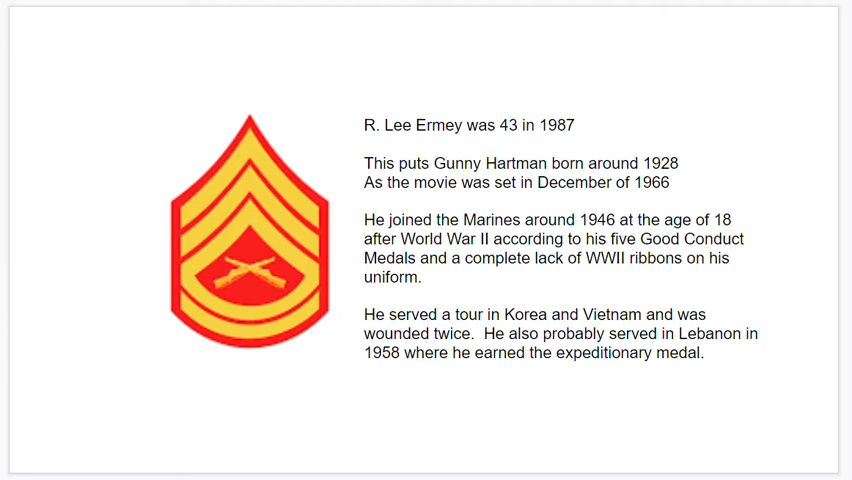 R. Lee Ermey was 43 in 1987
This puts Gunny Hartman born around 1928
As the movie was set in December of 1966
He joined the Marines around 1946 at the age of 18
after World War II according to his five Good Conduct
Medals and a complete lack of WWII ribbons on his
uniform.
He served a tour in Korea and Vietnam and was
wounded twice.  He also probably served in Lebanon in
1958 where he earned the expeditionary medal.